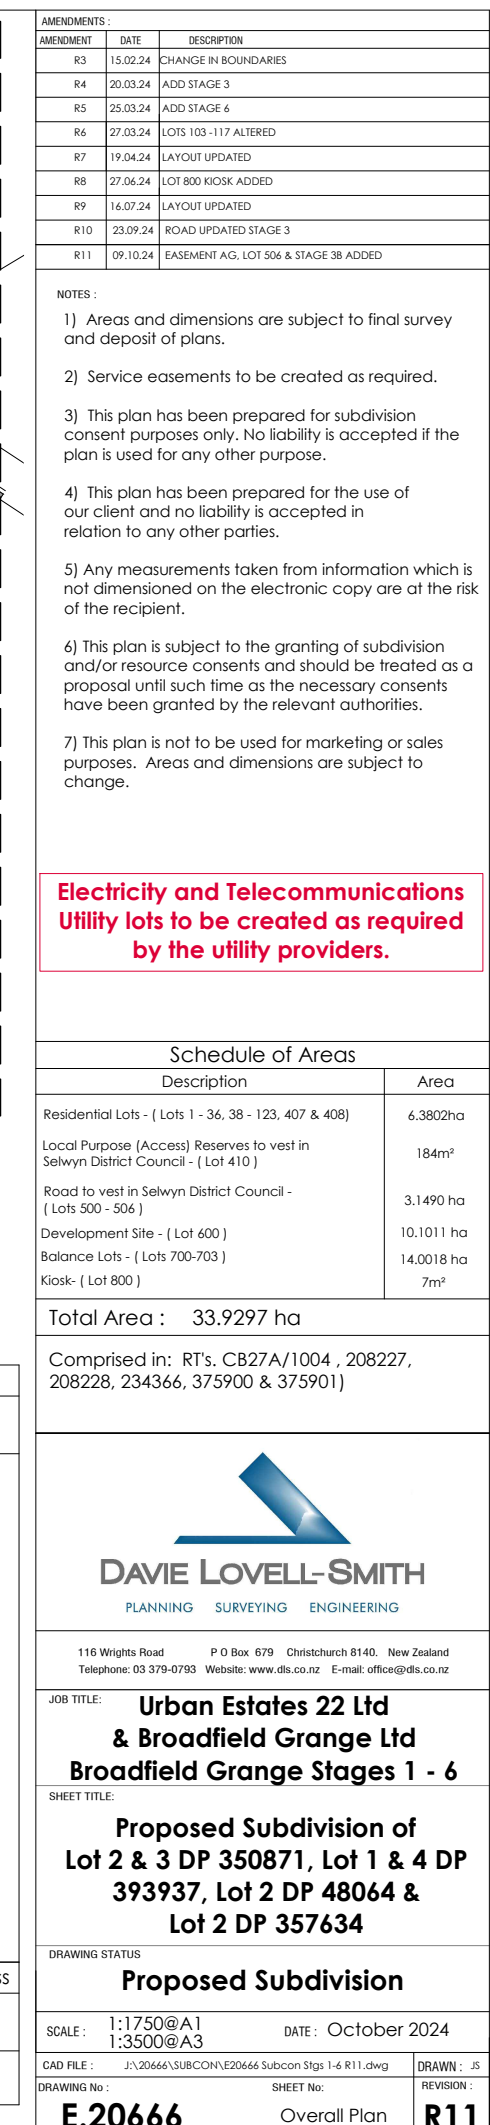 AMENDMENTS :
AMENDMENT DATE DESCRIPTION
R3 15.02.24 CHANGE IN BOUNDARIES
R4 20.03.24 ADD STAGE 3
R5 25.03.24 ADD STAGE 6
R6 27.03.24 LOTS 103 -117 ALTERED
R7 19.04.24 LAYOUT UPDATED
R8 27.06.24 LOT 800 KIOSK ADDED
R9 16.07.24 LAYOUT UPDATED
R10 23.09.24 ROAD UPDATED STAGE 3
R11 09.10.24 EASEMENT AG, LOT 506 & STAGE 3B ADDED
NOTES :
1) Areas and dimensions are subject to final survey
and deposit of plans.
2) Service easements to be created as required.
3) This plan has been prepared for subdivision
consent purposes only. No liability is accepted if the
plan is used for any other purpose.
4) This plan has been prepared for the use of
our client and no liability is accepted in
relation to any other parties.
5) Any measurements taken from information which is
not dimensioned on the electronic copy are at the risk
of the recipient.
6) This plan is subject to the granting of subdivision
and/or resource consents and should be treated as a
proposal until such time as the necessary consents
have been granted by the relevant authorities.
7) This plan is not to be used for marketing or sales
purposes. Areas and dimensions are subject to
change.
Electricity and Telecommunications
Utility lots to be created as required
by the utility providers.
Schedule of Areas
Description Area
Residential Lots - ( Lots 1 - 36, 38 - 123, 407 & 408) 6.3802ha
Local Purpose (Access) Reserves to vest in
Selwyn District Council - ( Lot 410 ) 184m²
Road to vest in Selwyn District Council -
( Lots 500 - 506 ) 3.1490 ha
Development Site - ( Lot 600 ) 10.1011 ha
Balance Lots - ( Lots 700-703 ) 14.0018 ha
Kiosk- ( Lot 800 ) 7m²
Total Area : 33.9297 ha
Comprised in: RT's. CB27A/1004 , 208227,
208228, 234366, 375900 & 375901)
DAVIE LOVELL-SMITH
PLANNING SURVEYING ENGINEERING
116 Wrights Road P O Box 679 Christchurch 8140. New Zealand
Telephone: 03 379-0793 Website: www.dls.co.nz E-mail: office@dls.co.nz
JOB TITLE: Urban Estates 22 Ltd
& Broadfield Grange Ltd
Broadfield Grange Stages 1 - 6
SHEET TITLE:
Proposed Subdivision of
Lot 2 & 3 DP 350871, Lot 1 & 4 DP
393937, Lot 2 DP 48064 &
Lot 2 DP 357634
DRAWING STATUS
Proposed Subdivision
SCALE : 1:1750@A1
1:3500@A3
DATE : October 2024
CAD FILE : J:\20666\SUBCON\E20666 Subcon Stgs 1-6 R11.dwg DRAWN : JS
DRAWING No : SHEET No: REVISION :
E.20666 Overall Plan R11